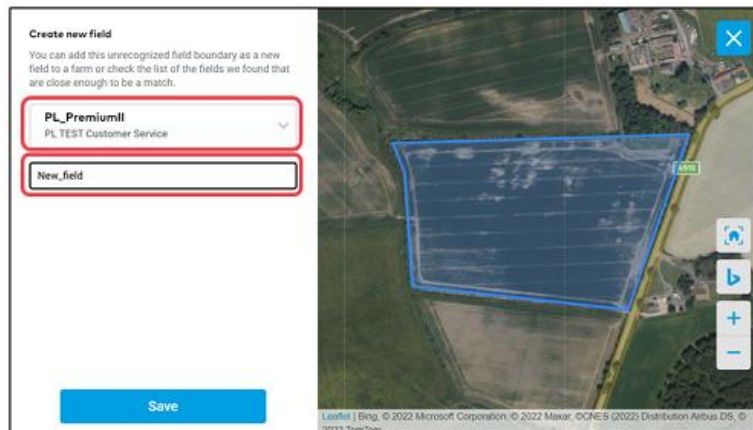 Create new field
You can add this unrecognized field boundary as a new
field to a farm or check the list of the fields we found that
are close enough to be a match.
PL_PremiumII
PL TEST Customer Service
New_field
Save
Leaflet | Bing, © 2022 Microsoft Corporation, © 2022 Maxar, ©CNES (2022) Distribution Airbus DS, ©
2022 TomTom